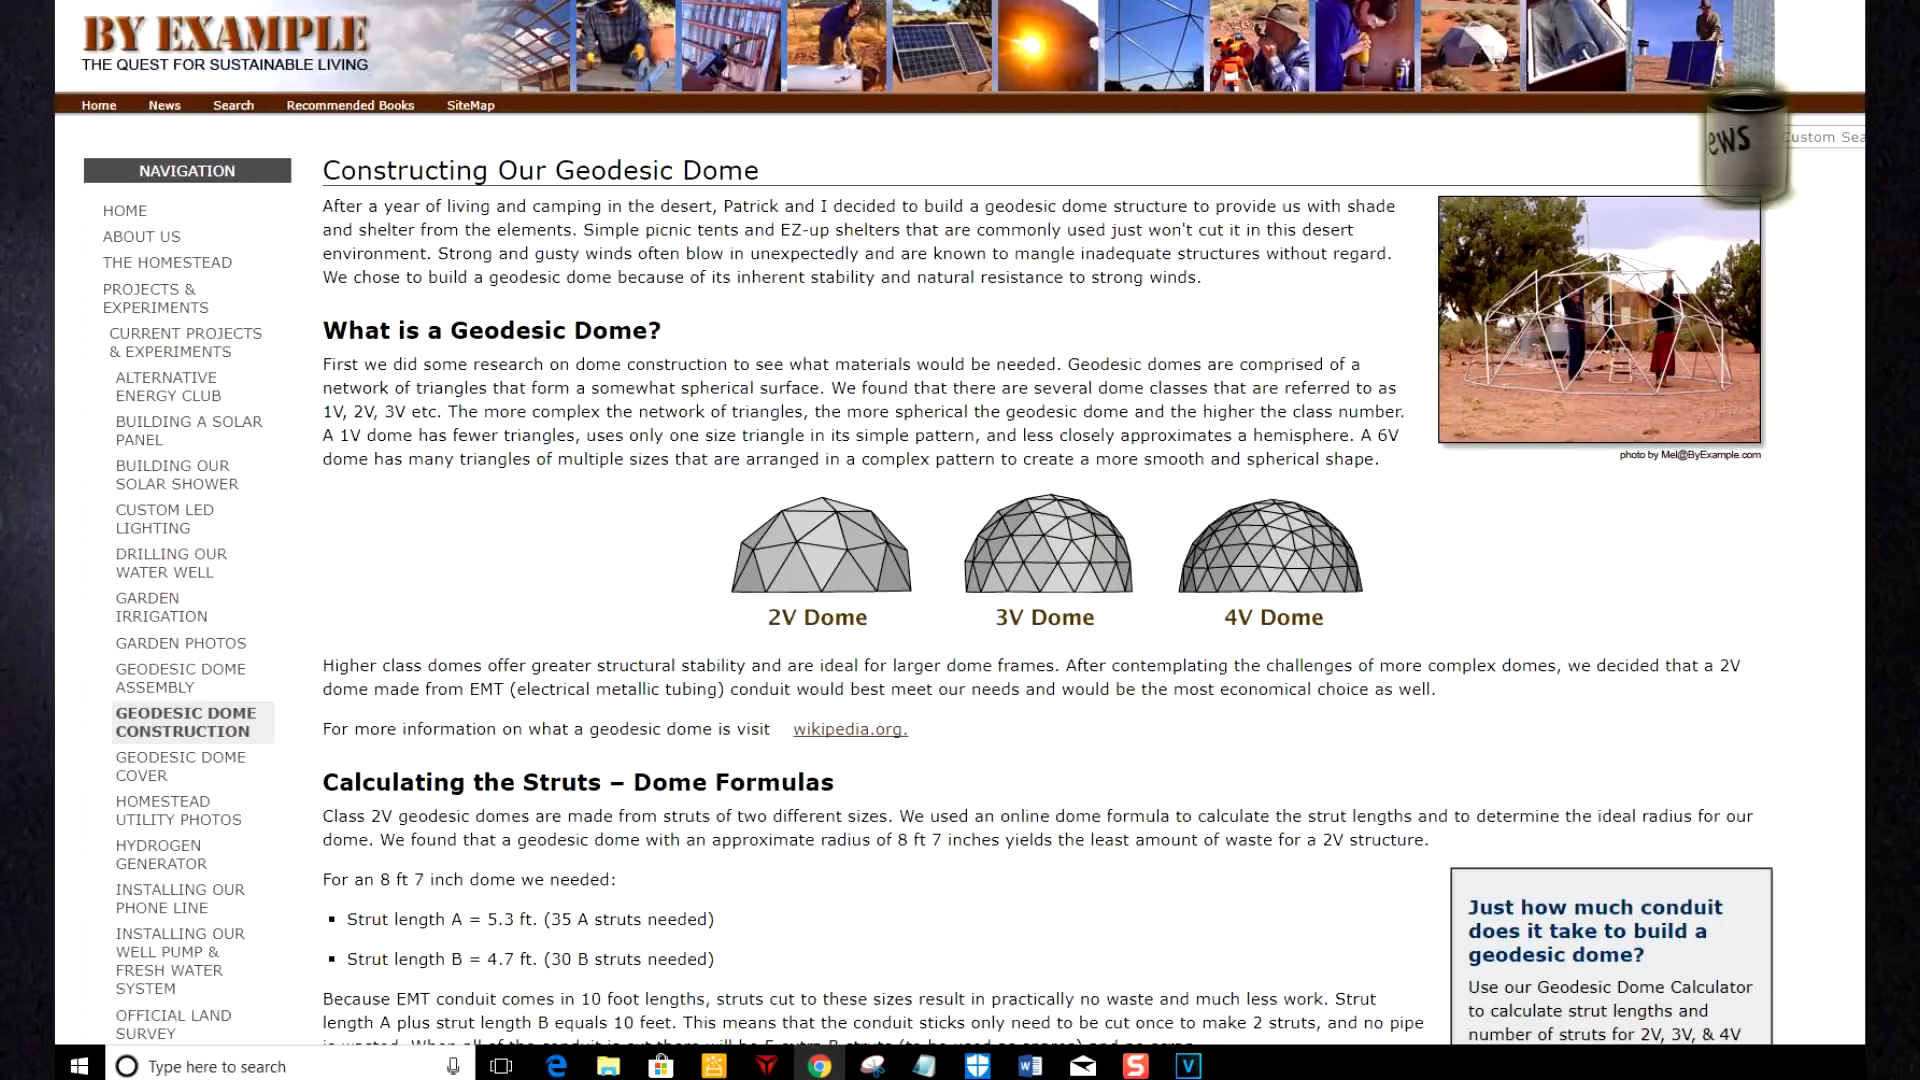 BY EXAMPLE
THE QUEST FOR SUSTAINABLE LIVING
Home News Search Recommended Books SiteMap
ews
Custom Sea
NAVIGATION
HOME
ABOUT US
THE HOMESTEAD
PROJECTS &
EXPERIMENTS
CURRENT PROJECTS
& EXPERIMENTS
ALTERNATIVE
ENERGY CLUB
BUILDING A SOLAR
PANEL
BUILDING OUR
SOLAR SHOWER
CUSTOM LED
LIGHTING
DRILLING OUR
WATER WELL
GARDEN
IRRIGATION
GARDEN PHOTOS
GEODESIC DOME
ASSEMBLY
GEODESIC DOME
CONSTRUCTION
GEODESIC DOME
COVER
HOMESTEAD
UTILITY PHOTOS
HYDROGEN
GENERATOR
INSTALLING OUR
PHONE LINE
INSTALLING OUR
WELL PUMP &
FRESH WATER
SYSTEM
OFFICIAL LAND
SURVEY
Constructing Our Geodesic Dome
After a year of living and camping in the desert, Patrick and I decided to build a geodesic dome structure to provide us with shade
and shelter from the elements. Simple picnic tents and EZ-up shelters that are commonly used just won't cut it in this desert
environment. Strong and gusty winds often blow in unexpectedly and are known to mangle inadequate structures without regard.
We chose to build a geodesic dome because of its inherent stability and natural resistance to strong winds.
photo by Mel@ByExample.com
What is a Geodesic Dome?
First we did some research on dome construction to see what materials would be needed. Geodesic domes are comprised of a
network of triangles that form a somewhat spherical surface. We found that there are several dome classes that are referred to as
1V, 2V, 3V etc. The more complex the network of triangles, the more spherical the geodesic dome and the higher the class number.
A 1V dome has fewer triangles, uses only one size triangle in its simple pattern, and less closely approximates a hemisphere. A 6V
dome has many triangles of multiple sizes that are arranged in a complex pattern to create a more smooth and spherical shape.
2V Dome 3V Dome 4V Dome
Higher class domes offer greater structural stability and are ideal for larger dome frames. After contemplating the challenges of more complex domes, we decided that a 2V
dome made from EMT (electrical metallic tubing) conduit would best meet our needs and would be the most economical choice as well.
For more information on what a geodesic dome is visit wikipedia.org.
Calculating the Struts – Dome Formulas
Class 2V geodesic domes are made from struts of two different sizes. We used an online dome formula to calculate the strut lengths and to determine the ideal radius for our
dome. We found that a geodesic dome with an approximate radius of 8 ft 7 inches yields the least amount of waste for a 2V structure.
For an 8 ft 7 inch dome we needed:
Strut length A = 5.3 ft. (35 A struts needed)
Strut length B = 4.7 ft. (30 B struts needed)
Because EMT conduit comes in 10 foot lengths, struts cut to these sizes result in practically no waste and much less work. Strut
length A plus strut length B equals 10 feet. This means that the conduit sticks only need to be cut once to make 2 struts, and no pipe
Just how much conduit
does it take to build a
geodesic dome?
Use our Geodesic Dome Calculator
to calculate strut lengths and
number of struts for 2V, 3V, & 4V
Type here to search